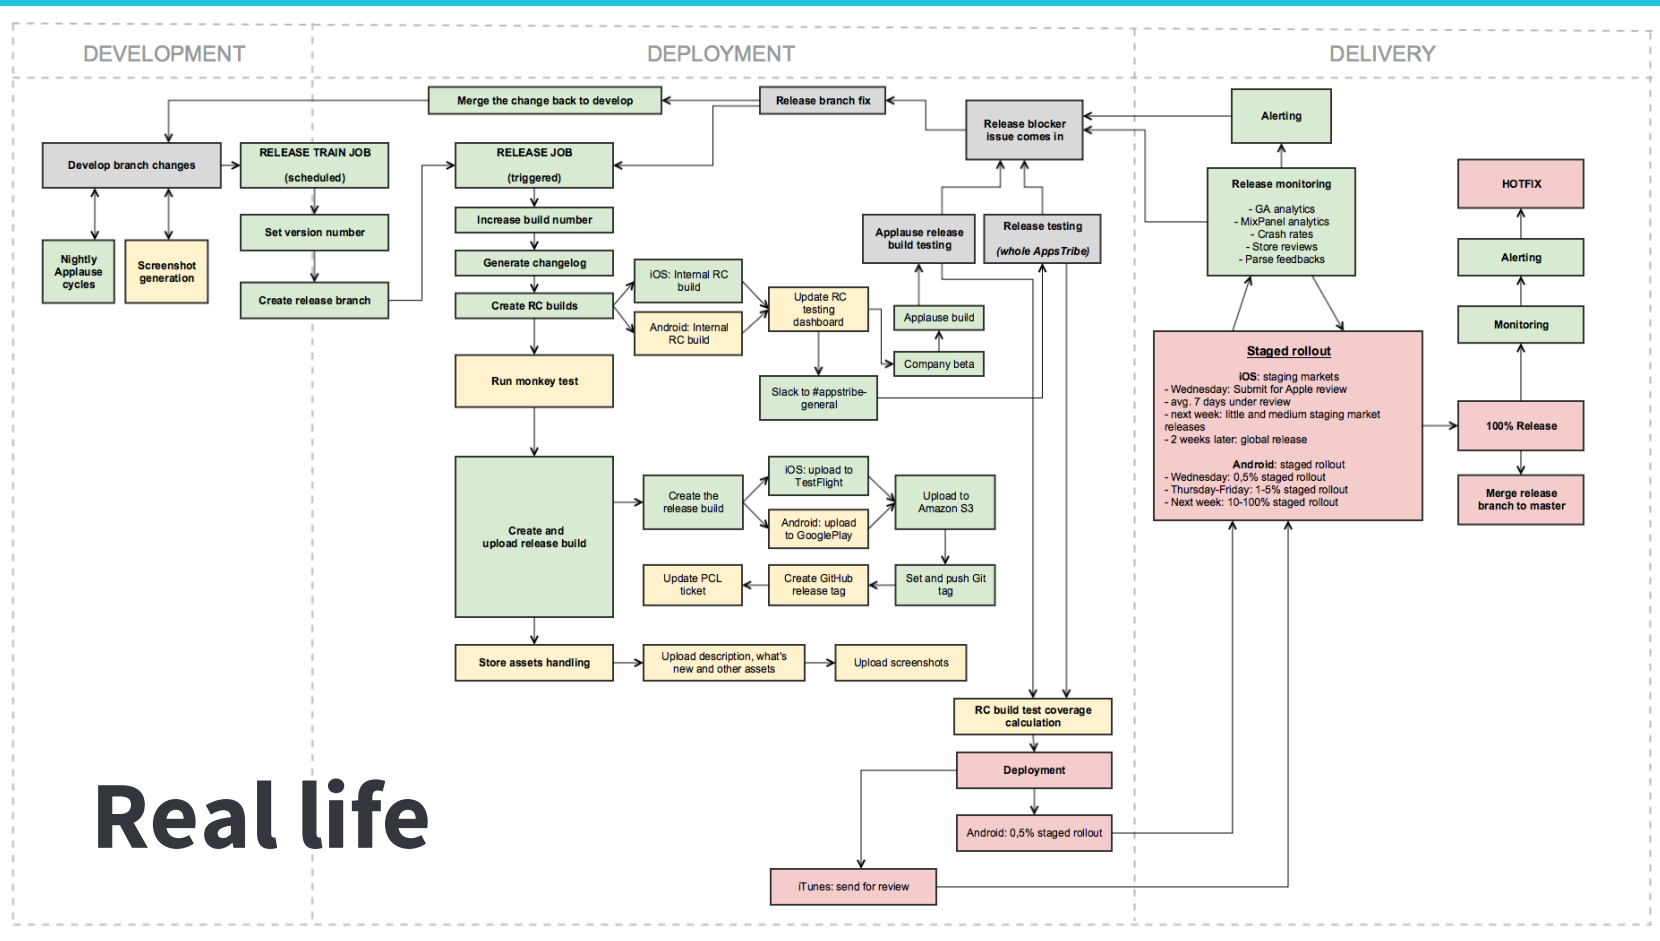 DEVELOPMENT
DEPLOYMENT
DELIVERY
Merge the change back to develop
Release branch fix
Release blocker
issue comes in
Alerting
Develop branch changes
RELEASE TRAIN JOB
(scheduled)
RELEASE JOB
(triggered)
Release monitoring
- GA analytics
- MixPanel analytics
- Crash rates
- Store reviews
- Parse feedbacks
HOTFIX
Set version number
Increase build number
Applause release
build testing
Release testing
(whole AppsTribe)
Nightly
Applause
cycles
Screenshot
generation
Generate changelog
Alerting
Create release branch
Create RC builds
iOS: Internal RC
build
Android: Internal
RC build
Update RC
testing
dashboard
Applause build
Company beta
Monitoring
Run monkey test
Slack to #appstribe-
general
Staged rollout
iOS: staging markets
- Wednesday: Submit for Apple review
- avg. 7 days under review
- next week: little and medium staging market
releases
- 2 weeks later: global release
Android: staged rollout
- Wednesday: 0,5% staged rollout
- Thursday-Friday: 1-5% staged rollout
- Next week: 10-100% staged rollout
100% Release
Merge release
branch to master
Create and
upload release build
Create the
release build
iOS: upload to
TestFlight
Android: upload
to GooglePlay
Upload to
Amazon S3
Update PCL
ticket
Create GitHub
release tag
Set and push Git
tag
Store assets handling
Upload description, what's
new and other assets
Upload screenshots
RC build test coverage
calculation
Deployment
Android: 0,5% staged rollout
iTunes: send for review
Real life